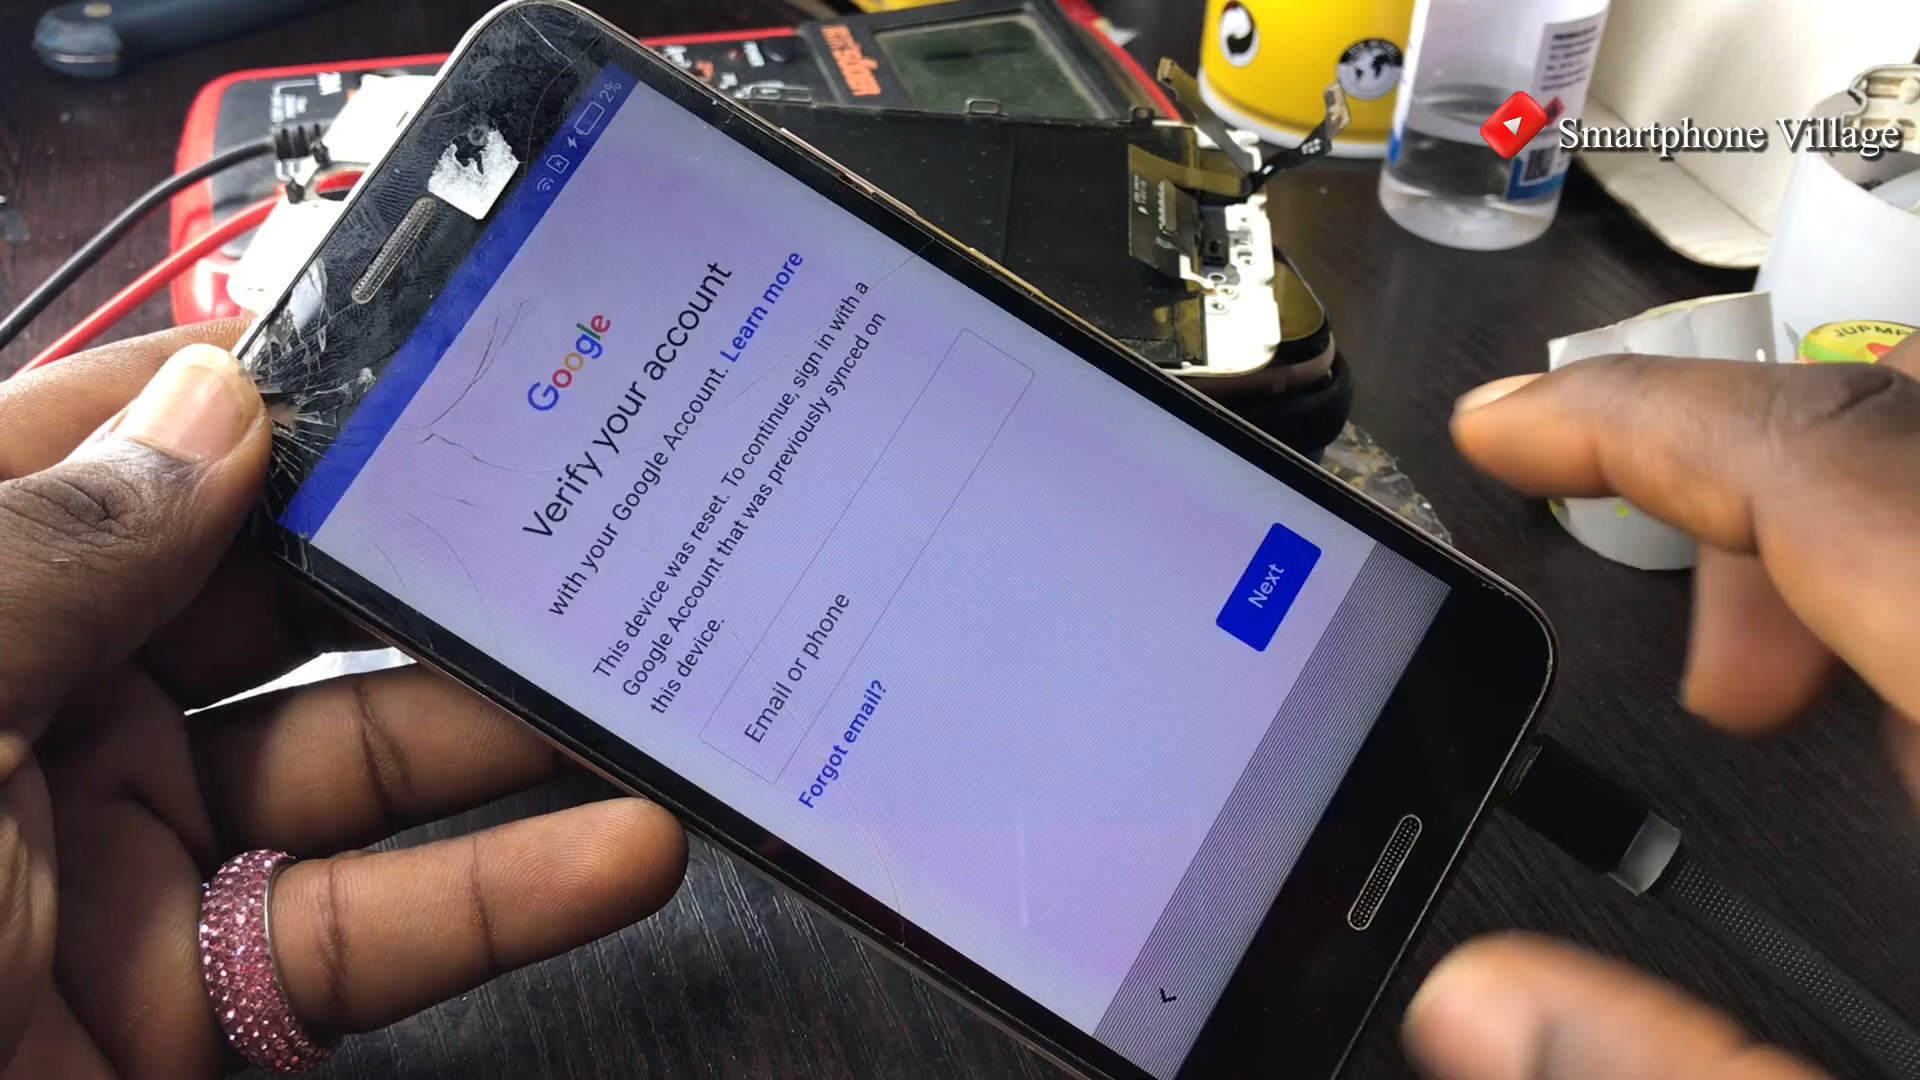 2%
Google
Verify your account
with your Google Account. Learn more
This device was reset. To continue, sign in with a
Google Account that was previously synced on
this device.
Email or phone
Forgot email?
Next
Smartphone Village